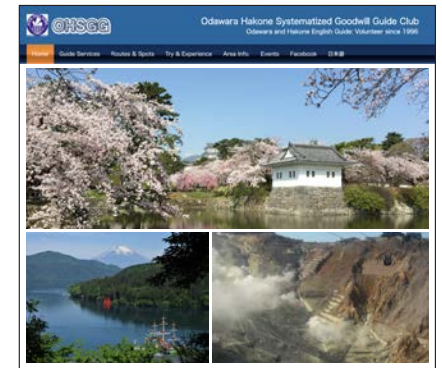 OHSGG
Odawara Hakone Systematized Goodwill Guide Club
Odawara and Hakone English Guide: Volunteer since 1996
Home Guide Services Routes & Spots Try & Experience Area Info. Events Facebook 日本語